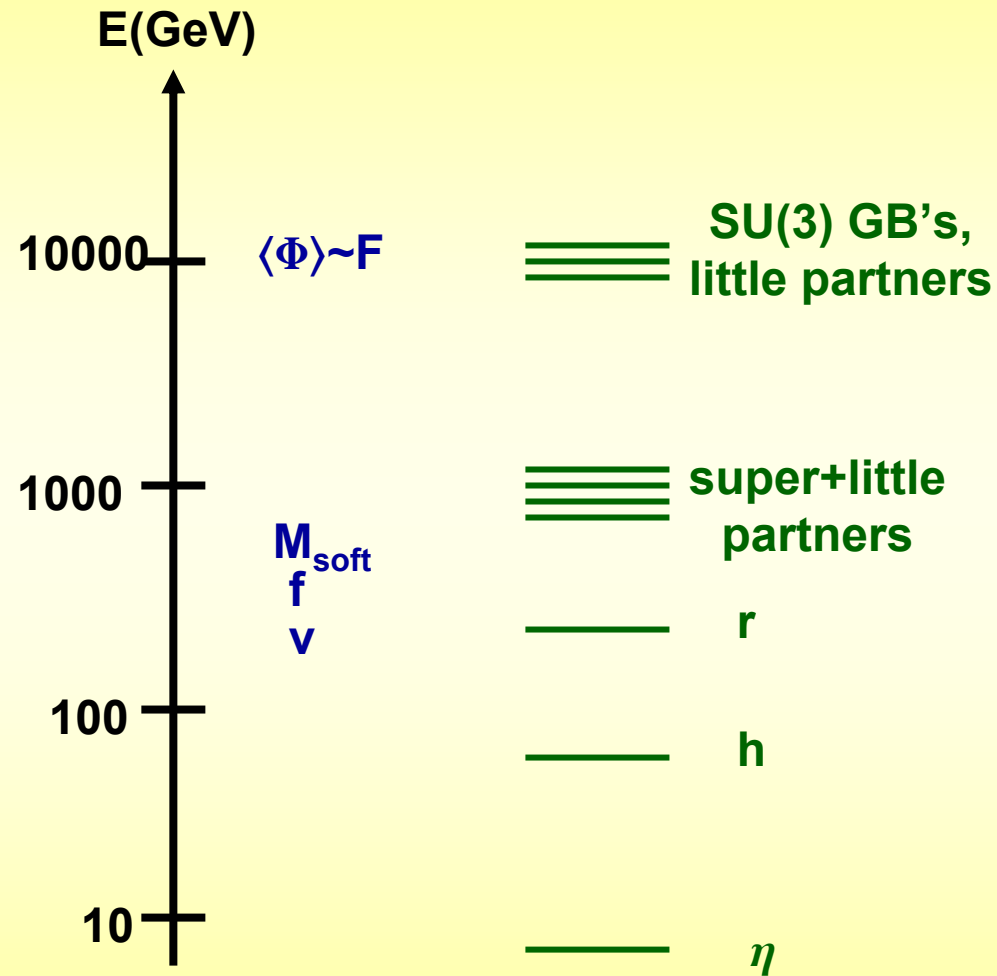 E(GeV)
10000
⟨Φ⟩~F
SU(3) GB's,
little partners
1000
super+little
partners
M_soft
f
v
r
100
h
10
η